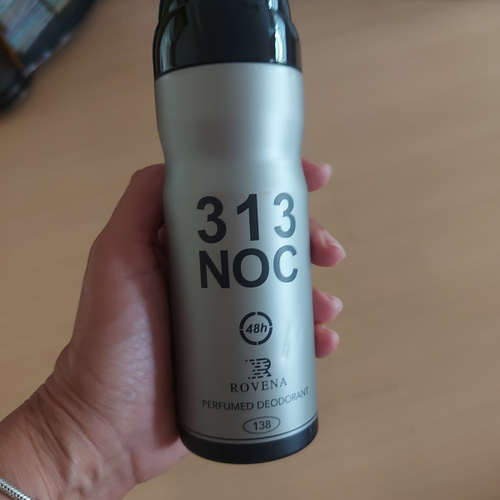 313
NOC
48h
ROVENA
PERFUMED DEODORANT
138